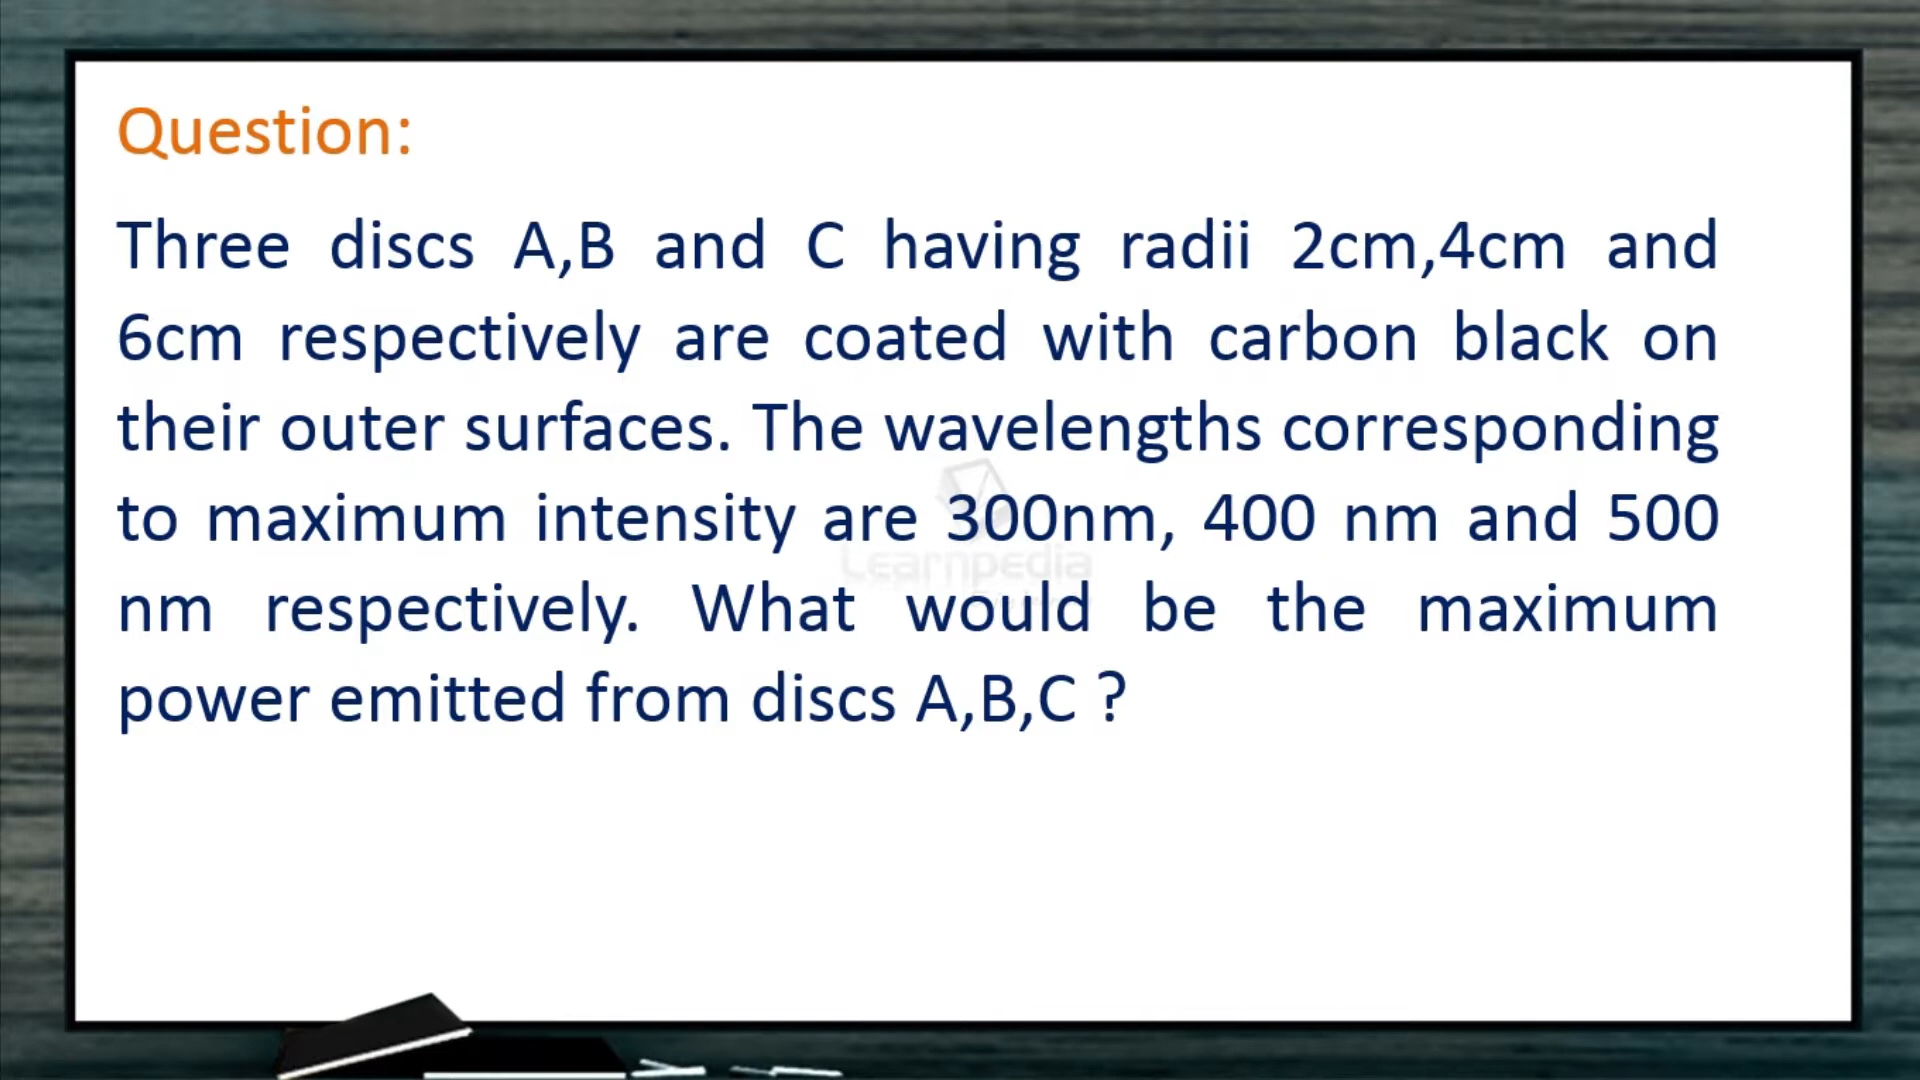 Question:
Three discs A,B and C having radii 2cm,4cm and
6cm respectively are coated with carbon black on
their outer surfaces. The wavelengths corresponding
to maximum intensity are 300nm, 400 nm and 500
Learnpedia
nm respectively. What would be the maximum
power emitted from discs A,B,C ?